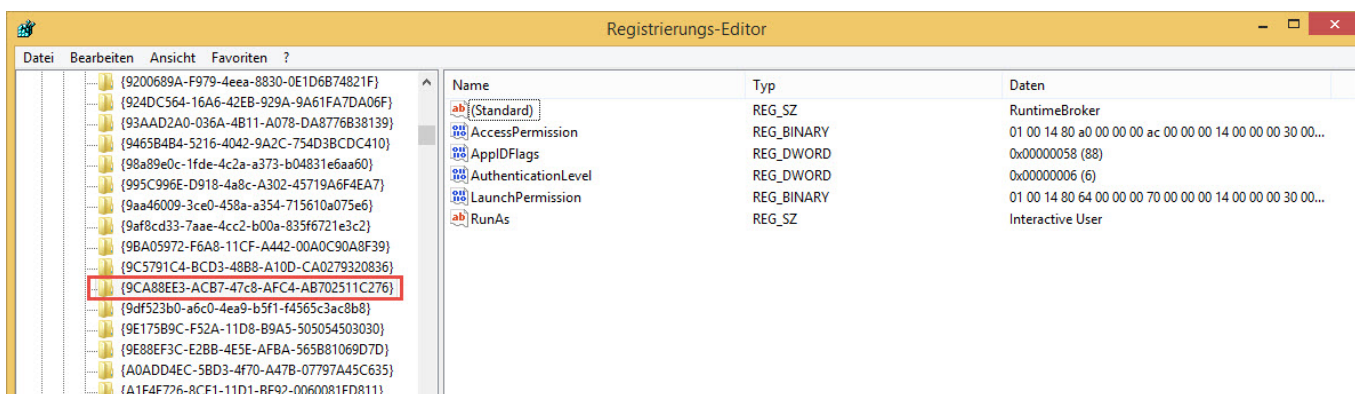 Registrierungs-Editor
Datei Bearbeiten Ansicht Favoriten ?
{9200689A-F979-4eea-8830-0E1D6B74821F}
{924DC564-16A6-42EB-929A-9A61FA7DA06F}
{93AAD2A0-036A-4B11-A078-DA8776B38139}
{9465B4B4-5216-4042-9A2C-754D3BCDC410}
{98a89e0c-1fde-4c2a-a373-b04831e6aa60}
{995C996E-D918-4a8c-A302-45719A6F4EA7}
{9aa46009-3ce0-458a-a354-715610a075e6}
{9af8cd33-7aae-4cc2-b00a-835f6721e3c2}
{9BA05972-F6A8-11CF-A442-00A0C90A8F39}
{9C5791C4-BCD3-48B8-A10D-CA0279320836}
{9CA88EE3-ACB7-47c8-AFC4-AB702511C276}
{9df523b0-a6c0-4ea9-b5f1-f4565c3ac8b8}
{9E175B9C-F52A-11D8-B9A5-505054503030}
{9E88EF3C-E2BB-4E5E-AFBA-565B81069D7D}
{A0ADD4EC-5BD3-4f70-A47B-07797A45C635}
{A1F4F726-8CF1-11D1-BF92-0060081ED811}
Name Typ Daten
(Standard) REG_SZ RuntimeBroker
AccessPermission REG_BINARY 01 00 14 80 a0 00 00 00 ac 00 00 00 14 00 00 00 30 00...
AppIDFlags REG_DWORD 0x00000058 (88)
AuthenticationLevel REG_DWORD 0x00000006 (6)
LaunchPermission REG_BINARY 01 00 14 80 64 00 00 00 70 00 00 00 14 00 00 00 30 00...
RunAs REG_SZ Interactive User